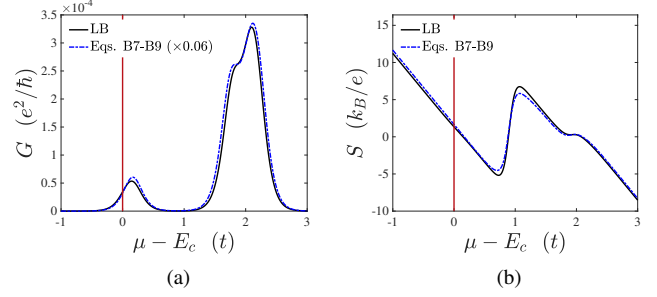 ×10⁻⁴
3.5
3
2.5
2
1.5
1
0.5
0
G (e²/ħ)
LB
Eqs. B7-B9 (×0.06)
-1
0
1
2
3
μ − E_c (t)
(a)
15
10
5
0
-5
-10
S (k_B/e)
LB
Eqs. B7-B9
-1
0
1
2
3
μ − E_c (t)
(b)